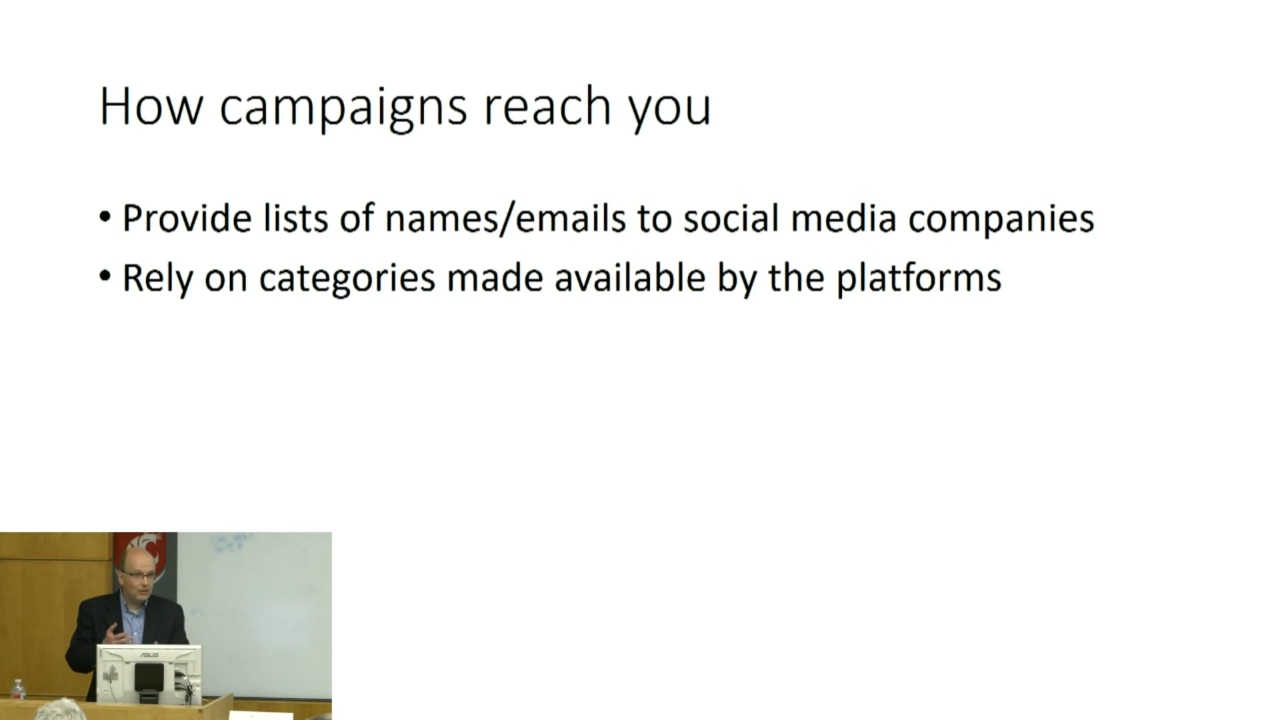 How campaigns reach you
• Provide lists of names/emails to social media companies
• Rely on categories made available by the platforms
ASUS